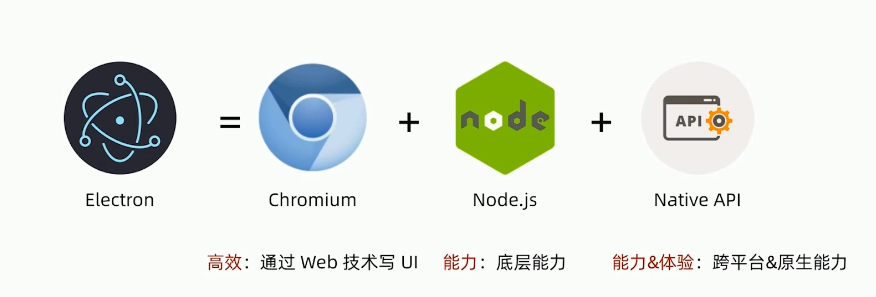 = + node + API
Electron Chromium Node.js Native API
高效：通过 Web 技术写 UI 能力：底层能力 能力&体验：跨平台&原生能力